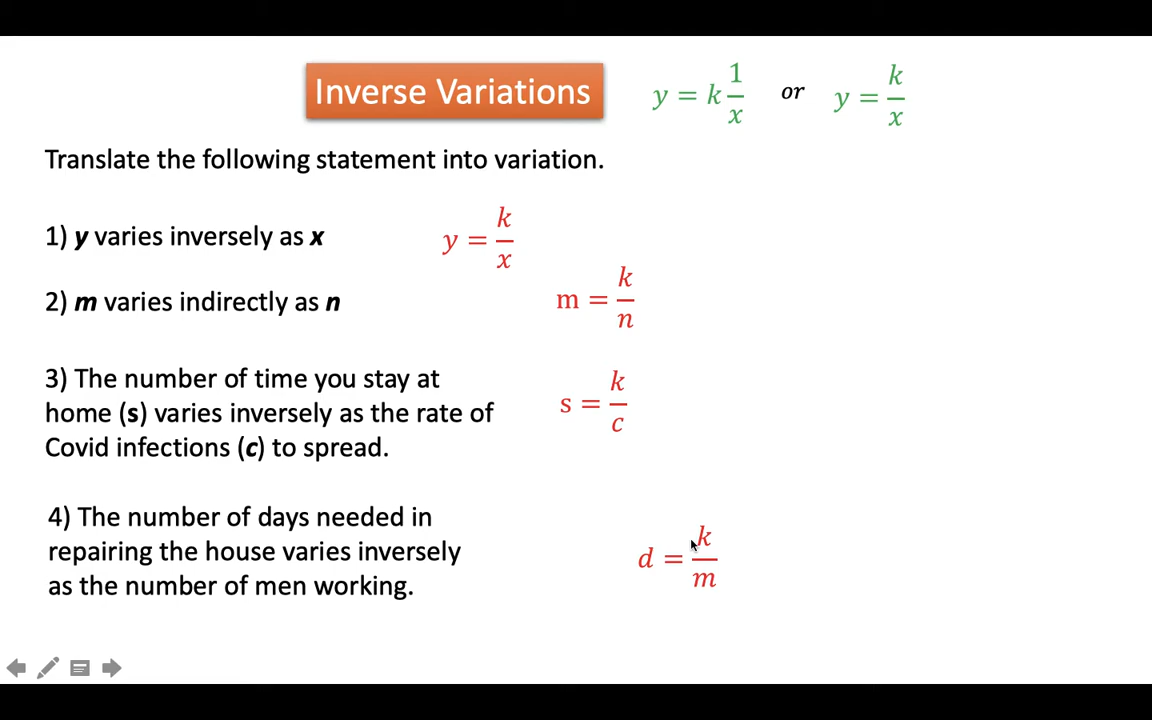 Inverse Variations y = k 1/x or y = k/x
Translate the following statement into variation.
1) y varies inversely as x y = k/x
2) m varies indirectly as n m = k/n
3) The number of time you stay at
home (s) varies inversely as the rate of s = k/c
Covid infections (c) to spread.
4) The number of days needed in
repairing the house varies inversely d = k/m
as the number of men working.